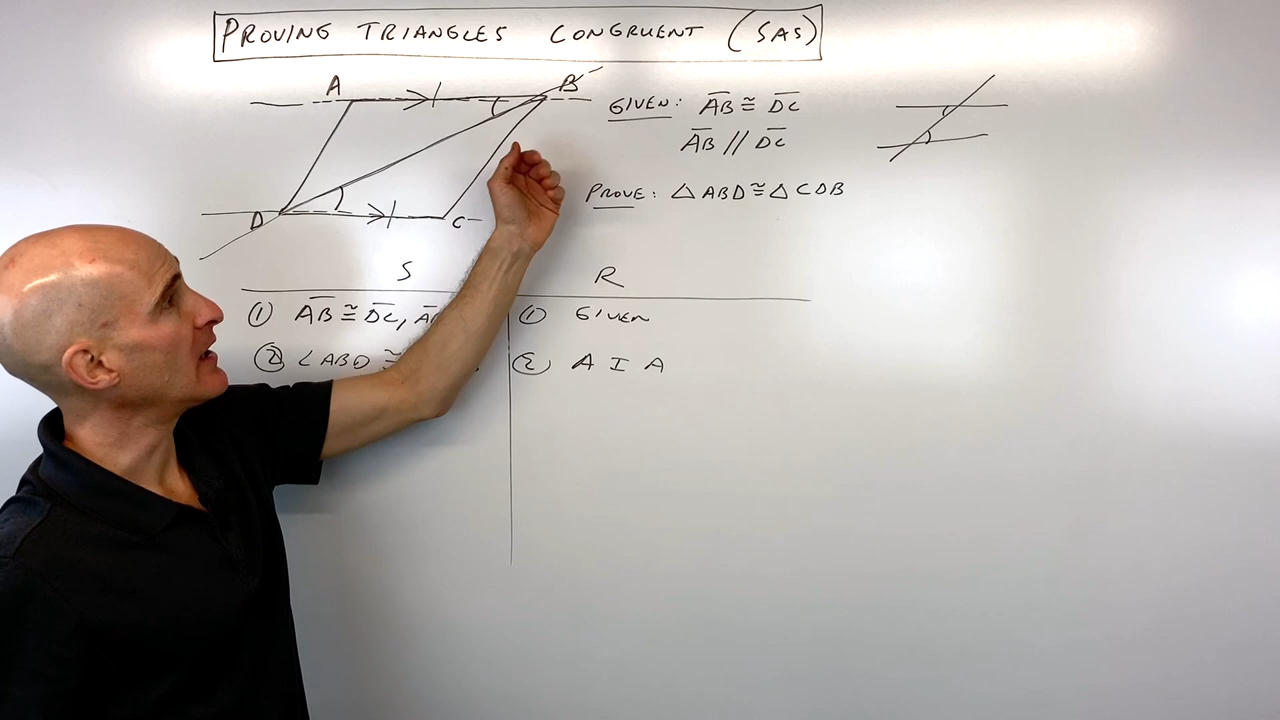 PROVING TRIANGLES CONGRUENT (SAS)
A
B
GIVEN: AB ≅ DC
AB // DC
PROVE: △ABD ≅ △CDB
D
C
S R
① AB ≅ DC, ① GIVEN
② ∠ABD ≅ ② A I A